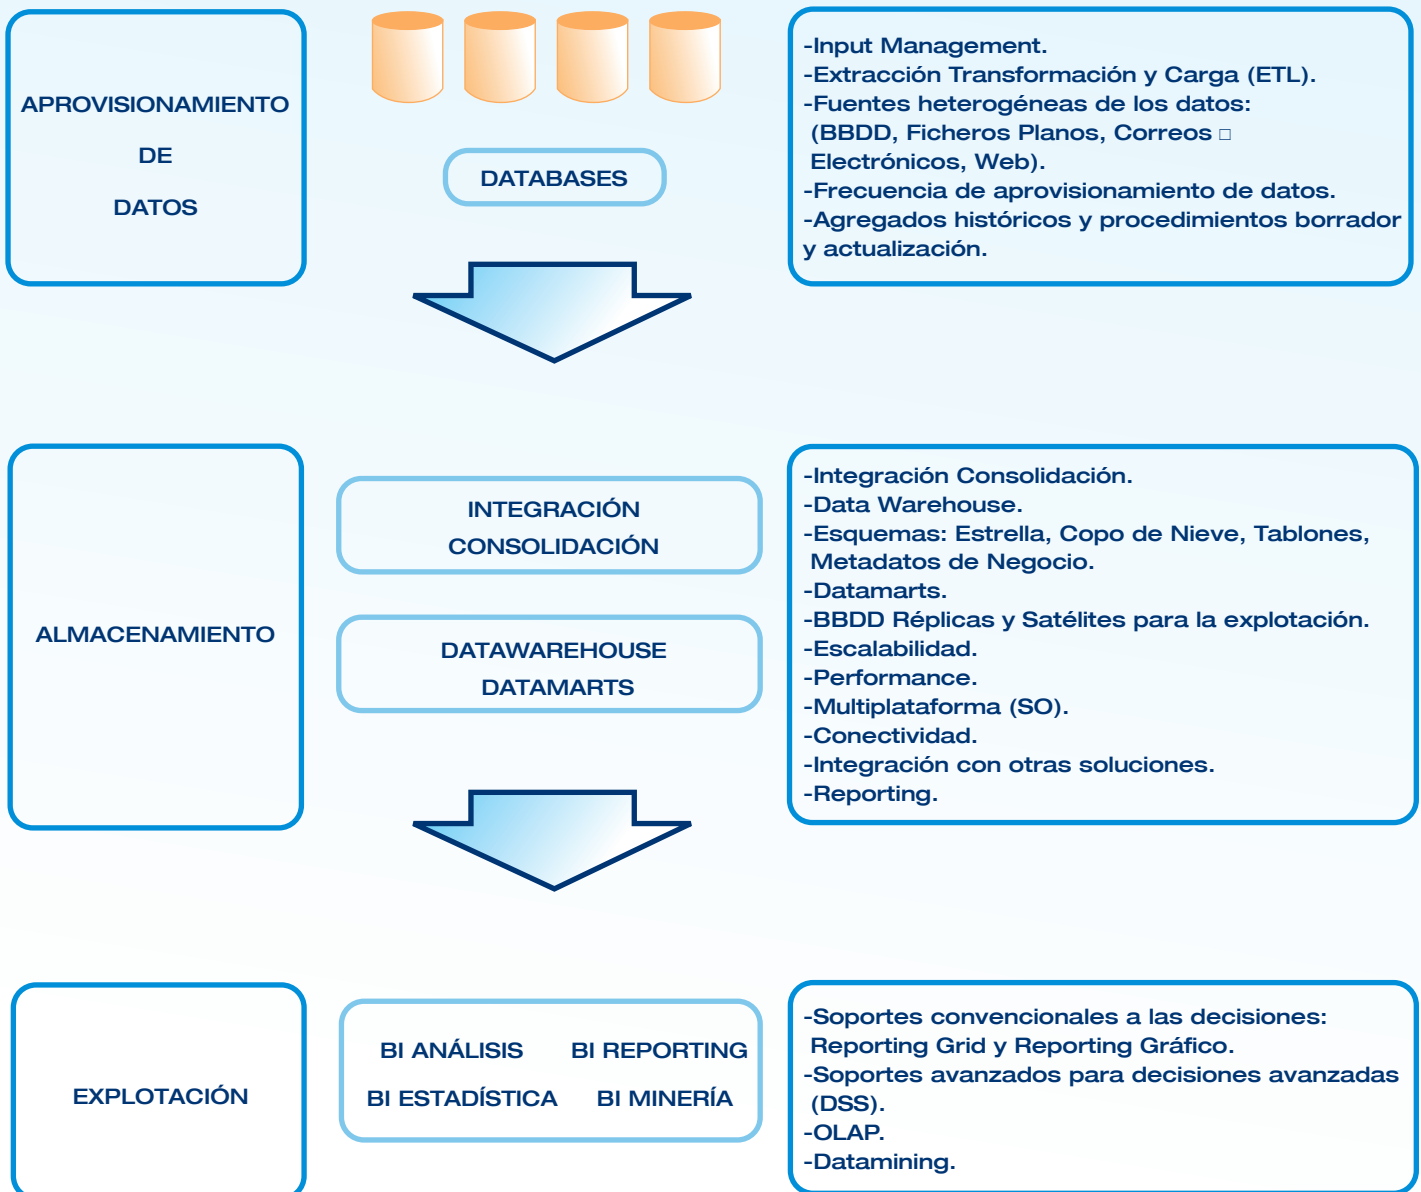 APROVISIONAMIENTO
DE
DATOS
DATABASES
-Input Management.
-Extracción Transformación y Carga (ETL).
-Fuentes heterogéneas de los datos:
(BBDD, Ficheros Planos, Correos □
Electrónicos, Web).
-Frecuencia de aprovisionamiento de datos.
-Agregados históricos y procedimientos borrador
y actualización.
ALMACENAMIENTO
INTEGRACIÓN
CONSOLIDACIÓN
DATAWAREHOUSE
DATAMARTS
-Integración Consolidación.
-Data Warehouse.
-Esquemas: Estrella, Copo de Nieve, Tablones,
Metadatos de Negocio.
-Datamarts.
-BBDD Réplicas y Satélites para la explotación.
-Escalabilidad.
-Performance.
-Multiplataforma (SO).
-Conectividad.
-Integración con otras soluciones.
-Reporting.
EXPLOTACIÓN
BI ANÁLISIS BI REPORTING
BI ESTADÍSTICA BI MINERÍA
-Soportes convencionales a las decisiones:
Reporting Grid y Reporting Gráfico.
-Soportes avanzados para decisiones avanzadas
(DSS).
-OLAP.
-Datamining.